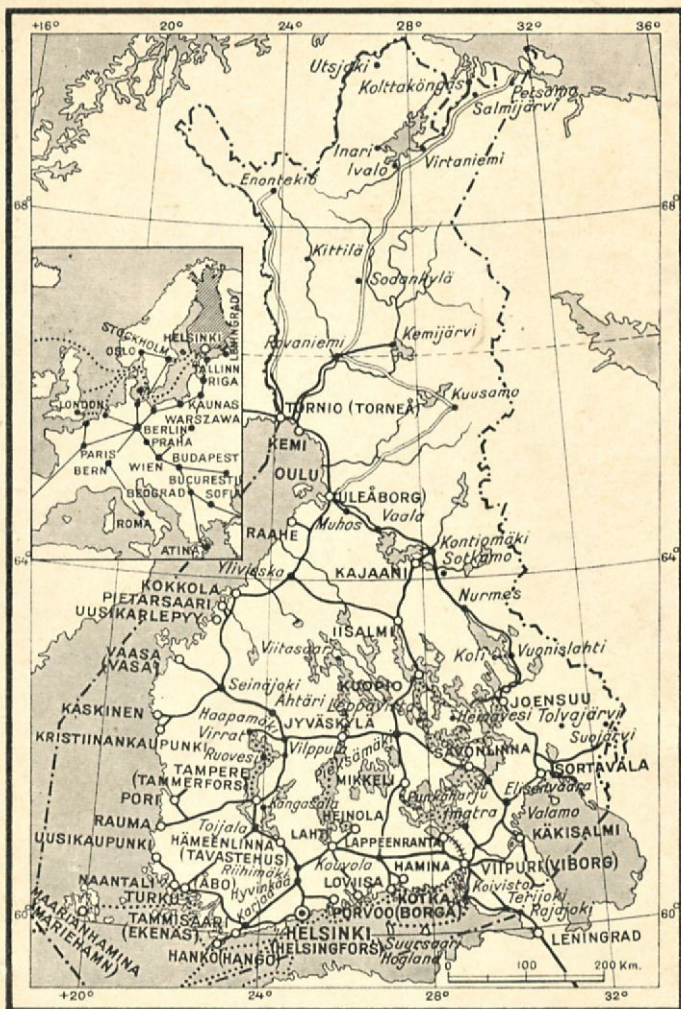 +16° 20° 24° 28° 32° 36°
Utsjoki
Kolttaköngäs
Petsamo
Salmijärvi
Inari
Ivalo
Virtaniemi
Enontekiö
68° 68°
Kittilä
Sodankylä
Rovaniemi
Kemijärvi
Kuusamo
TORNIO (TORNEÅ)
KEMI
OULU
(ULEÅBORG)
Muhos
Vaala
RAAHE
Kontiomäki
Sotkamo
64° 64°
KAJAANI
Ylivieska
KOKKOLA
PIETARSAARI
UUSIKARLEPYY
Nurmes
IISALMI
VAASA
(VASA)
Viitasaari
Koli
Vuonislahti
Seinäjoki
KUOPIO
Ähtäri
Leppävirta
JOENSUU
KASKINEN
Haapamäki
JYVÄSKYLÄ
Heinävesi
Tolvajärvi
Suojärvi
KRISTIINANKAUPUNKI
Virrat
Vilppula
SAVONLINNA
Ruovesi
SORTAVALA
TAMPERE
(TAMMERFORS)
MIKKELI
Punkaharju
Elisenvaara
PORI
Kangasala
Imatra
Valamo
HEINOLA
RAUMA
Toijala
LAHTI
LAPPEENRANTA
KÄKISALMI
UUSIKAUPUNKI
HÄMEENLINNA
(TAVASTEHUS)
Kouvola
HAMINA
VIIPURI (VIBORG)
Riihimäki
NAANTALI
Hyvinkää
LOVIISA
Koivisto
TURKU (ÅBO)
Karjaa
KOTKA
Terijoki
MAARIANHAMINA
(MARIEHAMN)
TAMMISAARI
(EKENÄS)
PORVOO (BORGÅ)
Rajajoki
60° 60°
HELSINKI
(HELSINGFORS)
Suursaari
Hogland
LENINGRAD
HANKO (HANGÖ)
0 100 200 Km.
+20° 24° 28° 32°
STOCKHOLM
HELSINKI
LENINGRAD
OSLO
TALLINN
RIGA
LONDON
KAUNAS
WARSZAWA
BERLIN
PRAHA
PARIS
BUDAPEST
BERN
WIEN
BUCUREŞTI
BEOGRAD
SOFIA
ROMA
ATINA